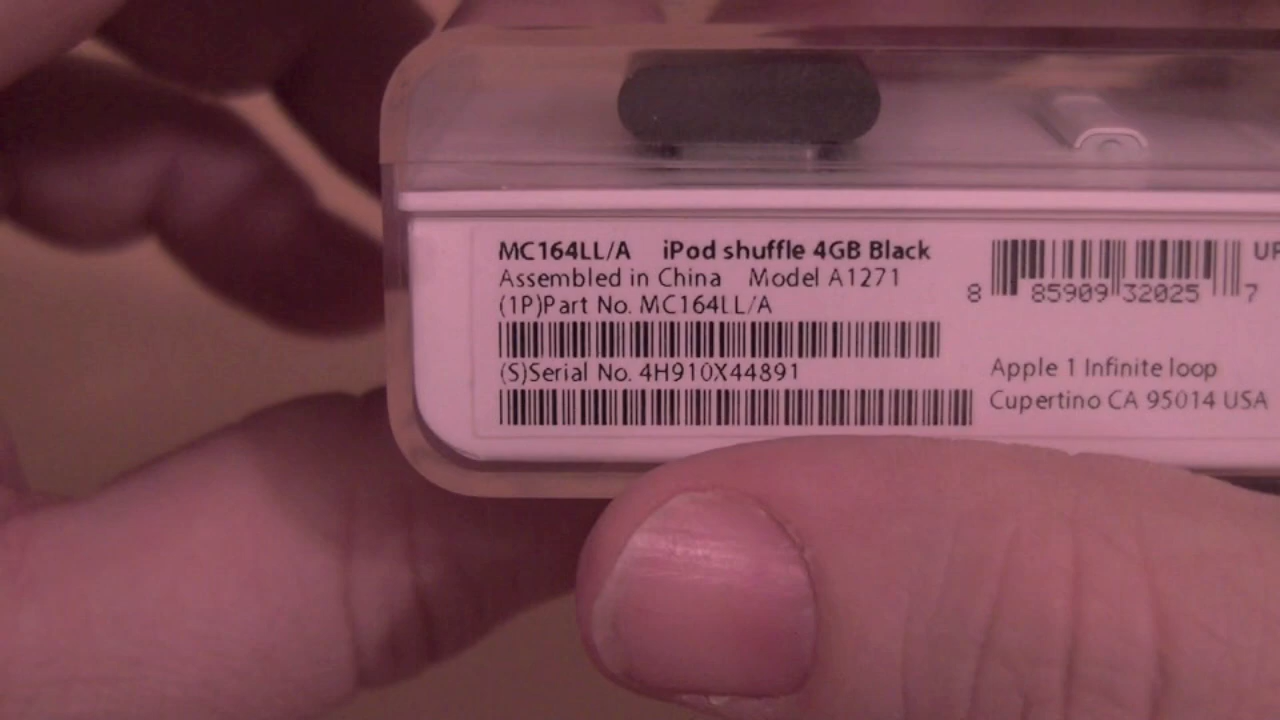 MC164LL/A iPod shuffle 4GB Black
Assembled in China Model A1271
(1P)Part No. MC164LL/A
(S)Serial No. 4H910X44891
8 85909 32025 7
Apple 1 Infinite loop
Cupertino CA 95014 USA